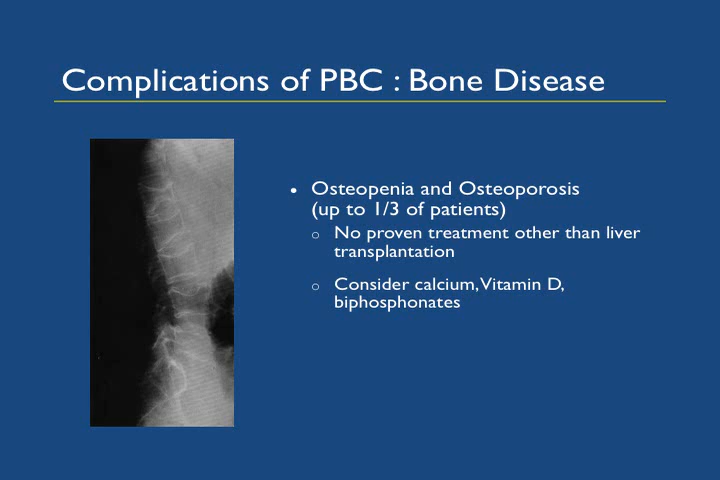 Complications of PBC : Bone Disease
• Osteopenia and Osteoporosis
(up to 1/3 of patients)
o No proven treatment other than liver
transplantation
o Consider calcium, Vitamin D,
biphosphonates